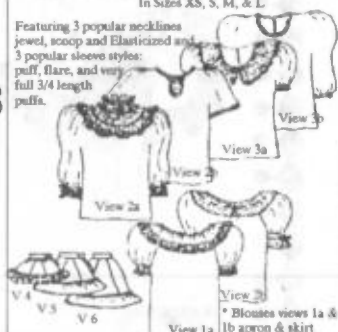 In Sizes XS, S, M, & L
Featuring 3 popular necklines
jewel, scoop and Elasticized and
3 popular sleeve styles:
puff, flare, and very
full 3/4 length
puffs.
View 3b
View 3a
View 2b
View 2a
View 2b
V 4
V 5
V 6
* Blouses views 1a &
1b apron & skirt
View 1a